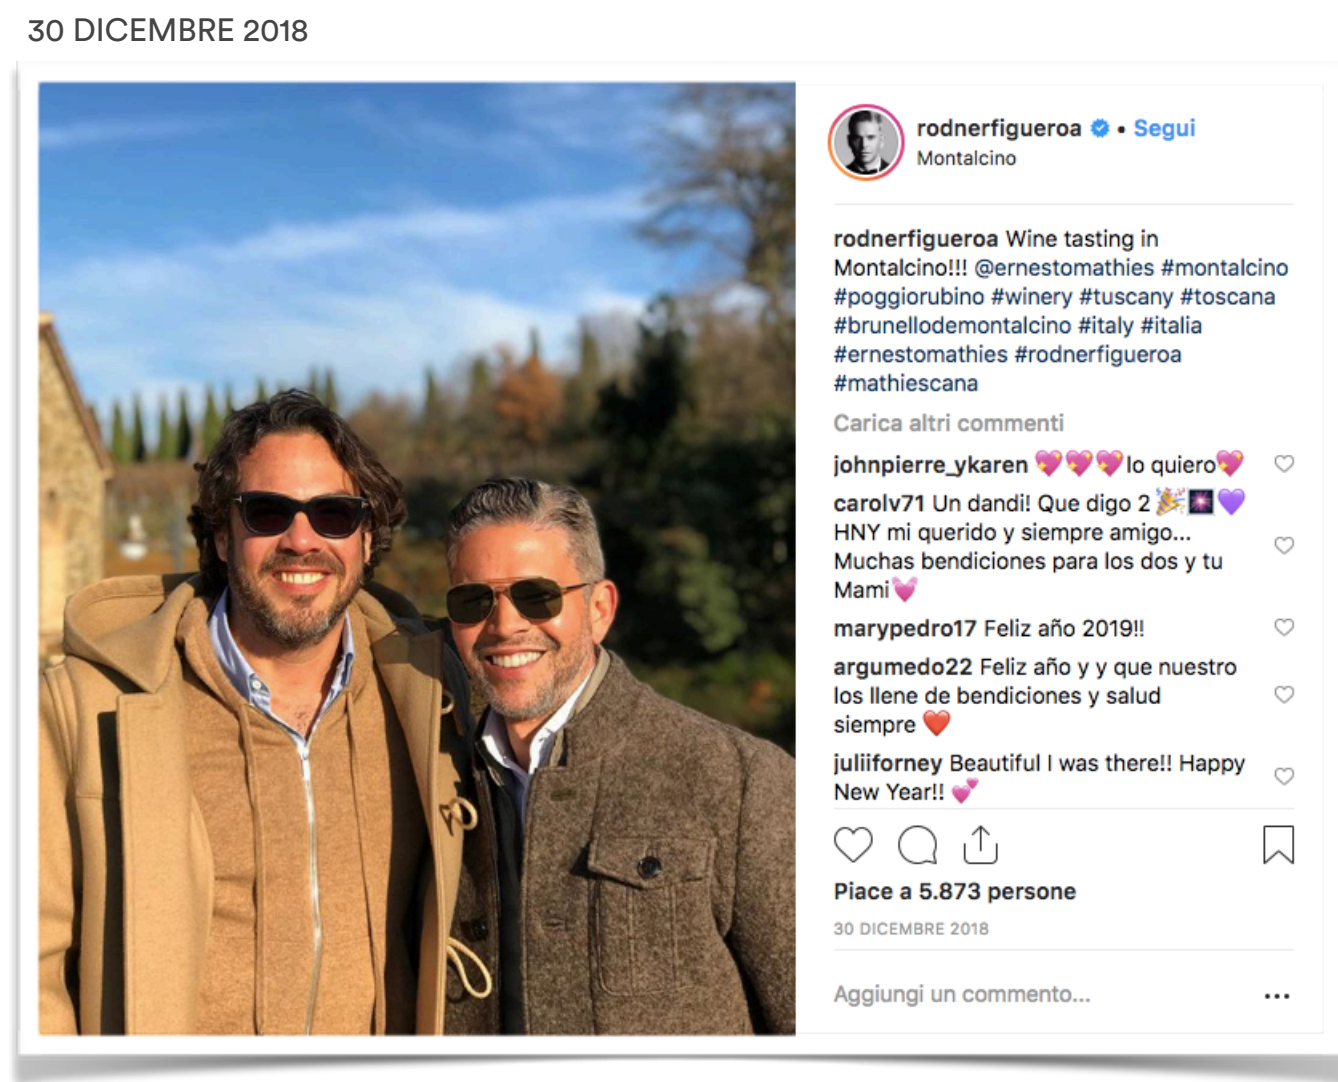 30 DICEMBRE 2018
rodnerfigueroa • Segui
Montalcino
rodnerfigueroa Wine tasting in
Montalcino!!! @ernestomathies #montalcino
#poggiorubino #winery #tuscany #toscana
#brunellodemontalcino #italy #italia
#ernestomathies #rodnerfigueroa
#mathiescana
Carica altri commenti
johnpierre_ykaren 💖💖💖lo quiero💖
carolv71 Un dandi! Que digo 2 🎉🎆💜
HNY mi querido y siempre amigo...
Muchas bendiciones para los dos y tu
Mami💓
marypedro17 Feliz año 2019!!
argumedo22 Feliz año y y que nuestro
los llene de bendiciones y salud
siempre ❤️
juliiforney Beautiful I was there!! Happy
New Year!! 💕
Piace a 5.873 persone
30 DICEMBRE 2018
Aggiungi un commento...